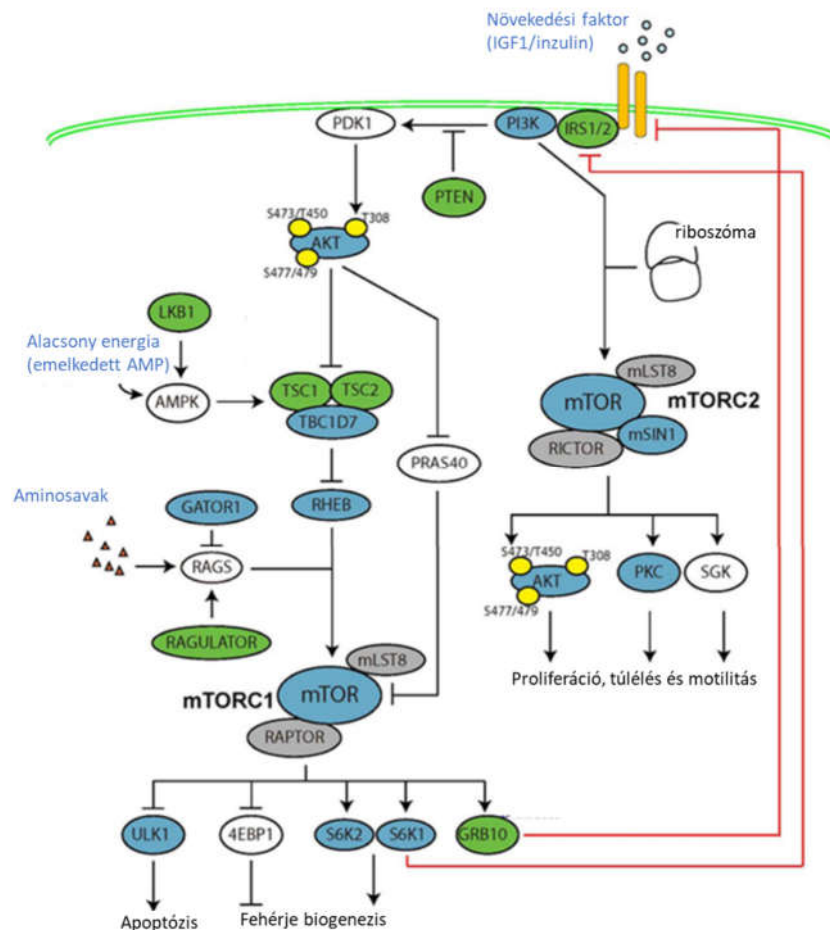 Növekedési faktor
(IGF1/inzulin)
PDK1
PI3K
IRS1/2
PTEN
S473/T450
T308
AKT
S477/479
riboszóma
LKB1
Alacsony energia
(emelkedett AMP)
AMPK
TSC1
TSC2
TBC1D7
mLST8
mTOR
mTORC2
RICTOR
mSIN1
PRAS40
Aminosavak
GATOR1
RHEB
RAGS
RAGULATOR
S473/T450
T308
AKT
S477/479
PKC
SGK
Proliferáció, túlélés és motilitás
mLST8
mTORC1
mTOR
RAPTOR
ULK1
4EBP1
S6K2
S6K1
GRB10
Apoptózis
Fehérje biogenezis